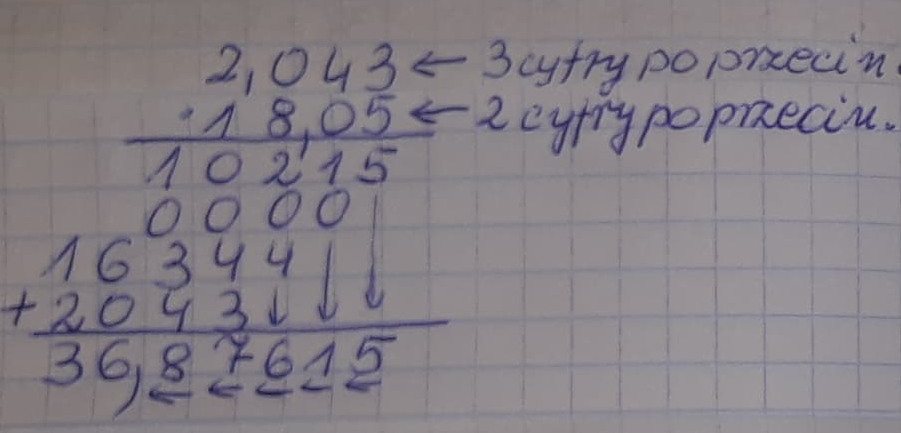 2,043 ← 3 cyfry po przecin.
·18,05 ← 2 cyfry po przecin.
10215
0000
16344
+2043
36,87615